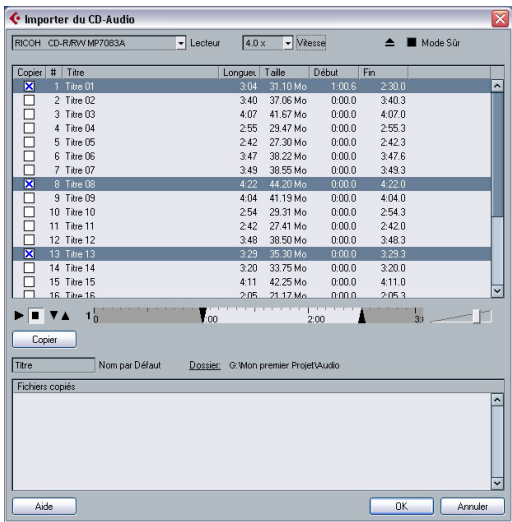 Importer du CD-Audio
RICOH CD-R/RW MP7083A Lecteur 4.0 x Vitesse Mode Sûr
Copier # Titre Longueu Taille Début Fin
1 Titre 01 3:04 31.10 Mo 1:00.6 2:30.0
2 Titre 02 3:40 37.06 Mo 0:00.0 3:40.3
3 Titre 03 4:07 41.67 Mo 0:00.0 4:07.0
4 Titre 04 2:55 29.47 Mo 0:00.0 2:55.3
5 Titre 05 2:42 27.30 Mo 0:00.0 2:42.3
6 Titre 06 3:47 38.22 Mo 0:00.0 3:47.6
7 Titre 07 3:49 38.55 Mo 0:00.0 3:49.3
8 Titre 08 4:22 44.20 Mo 0:00.0 4:22.0
9 Titre 09 4:04 41.19 Mo 0:00.0 4:04.0
10 Titre 10 2:54 29.31 Mo 0:00.0 2:54.3
11 Titre 11 2:42 27.41 Mo 0:00.0 2:42.3
12 Titre 12 3:48 38.50 Mo 0:00.0 3:48.3
13 Titre 13 3:29 35.30 Mo 0:00.0 3:29.3
14 Titre 14 3:20 33.75 Mo 0:00.0 3:20.0
15 Titre 15 4:11 42.25 Mo 0:00.0 4:11.0
16 Titre 16 2:05 21.17 Mo 0:00.0 2:05.3
1 0 1:00 2:00 3:
Copier
Titre Nom par Défaut Dossier: G:\Mon premier Projet\Audio
Fichiers copiés
Aide OK Annuler